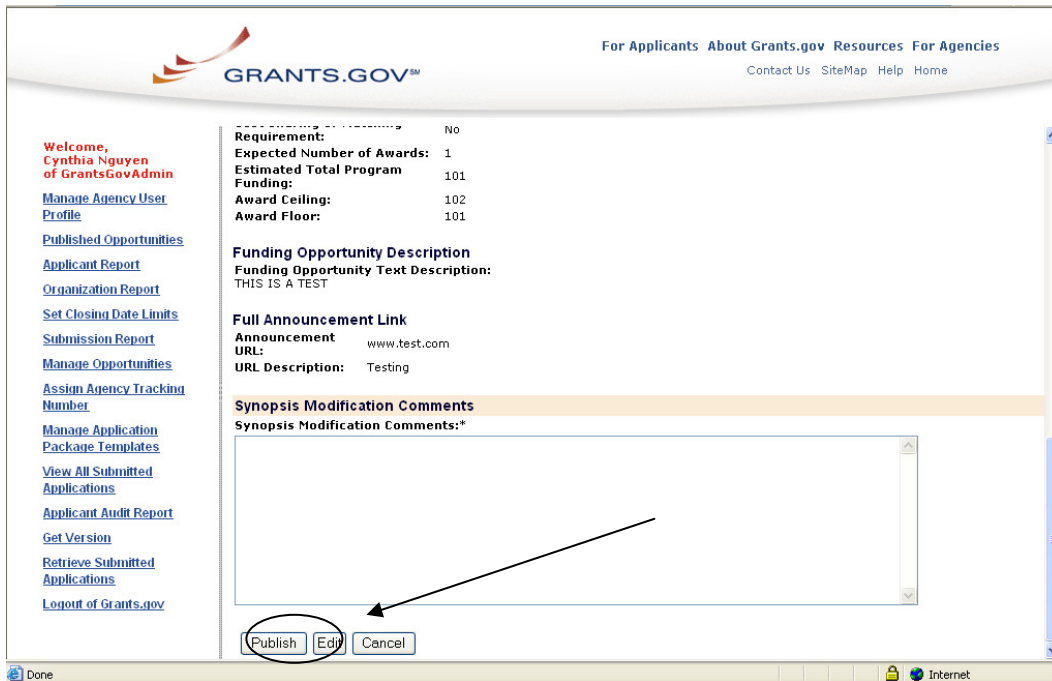 For Applicants About Grants.gov Resources For Agencies
Contact Us SiteMap Help Home
GRANTS.GOV℠
Welcome,
Cynthia Nguyen
of GrantsGovAdmin
Manage Agency User
Profile
Published Opportunities
Applicant Report
Organization Report
Set Closing Date Limits
Submission Report
Manage Opportunities
Assign Agency Tracking
Number
Manage Application
Package Templates
View All Submitted
Applications
Applicant Audit Report
Get Version
Retrieve Submitted
Applications
Logout of Grants.gov
Requirement: No
Expected Number of Awards: 1
Estimated Total Program
Funding: 101
Award Ceiling: 102
Award Floor: 101
Funding Opportunity Description
Funding Opportunity Text Description:
THIS IS A TEST
Full Announcement Link
Announcement
URL: www.test.com
URL Description: Testing
Synopsis Modification Comments
Synopsis Modification Comments:*
Publish Edit Cancel
Done Internet